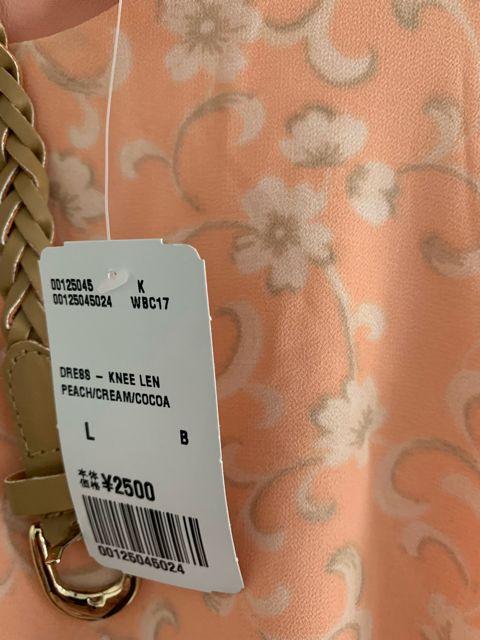 00125045 K
00125045024 WBC17
DRESS - KNEE LEN
PEACH/CREAM/COCOA
L B
本体価格 ¥2500
00125045024